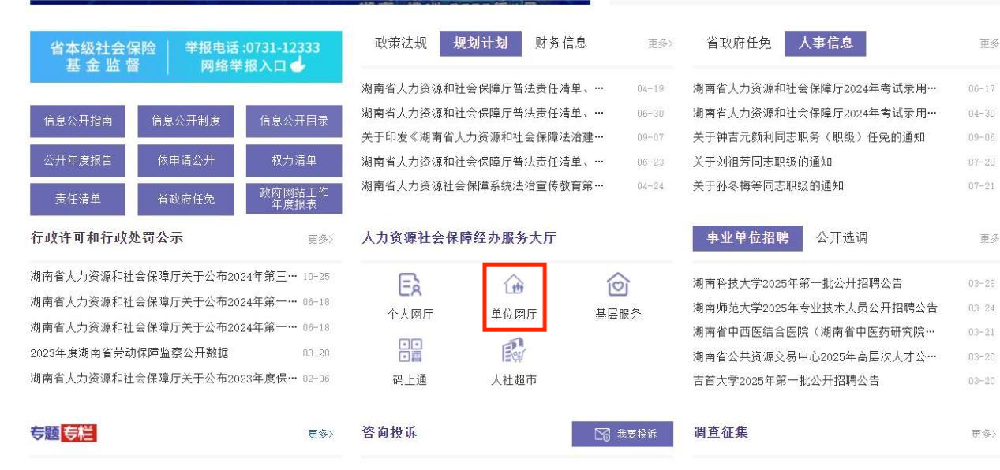 省本级社会保险
基金监督
举报电话:0731-12333
网络举报入口
信息公开指南
信息公开制度
信息公开目录
公开年度报告
依申请公开
权力清单
责任清单
省政府任免
政府网站工作
年度报表
政策法规
规划计划
财务信息
更多>
湖南省人力资源和社会保障厅普法责任清单、… 04-19
湖南省人力资源和社会保障厅普法责任清单、… 06-30
关于印发《湖南省人力资源和社会保障法治建… 09-07
湖南省人力资源和社会保障厅普法责任清单、… 06-23
湖南省人力资源社会保障系统法治宣传教育第… 04-24
省政府任免
人事信息
更多
湖南省人力资源和社会保障厅2024年考试录用… 06-17
湖南省人力资源和社会保障厅2024年考试录用… 04-30
关于钟吉元颜利同志职务（职级）任免的通知 09-06
关于刘祖芳同志职级的通知 07-28
关于孙冬梅等同志职级的通知 07-21
行政许可和行政处罚公示
更多>
湖南省人力资源和社会保障厅关于公布2024年第三… 10-25
湖南省人力资源和社会保障厅关于公布2024年第一… 06-18
湖南省人力资源和社会保障厅关于公布2024年第一… 06-18
2023年度湖南省劳动保障监察公开数据 03-28
湖南省人力资源和社会保障厅关于公布2023年度保… 02-06
人力资源社会保障经办服务大厅
个人网厅
单位网厅
基层服务
码上通
人社超市
事业单位招聘
公开选调
更多
湖南科技大学2025年第一批公开招聘公告 03-28
湖南师范大学2025年专业技术人员公开招聘公告 03-24
湖南省中西医结合医院（湖南省中医药研究院… 03-21
湖南省公共资源交易中心2025年高层次人才公… 03-20
吉首大学2025年第一批公开招聘公告 03-20
专题专栏
更多>
咨询投诉
我要投诉
调查征集
更多>